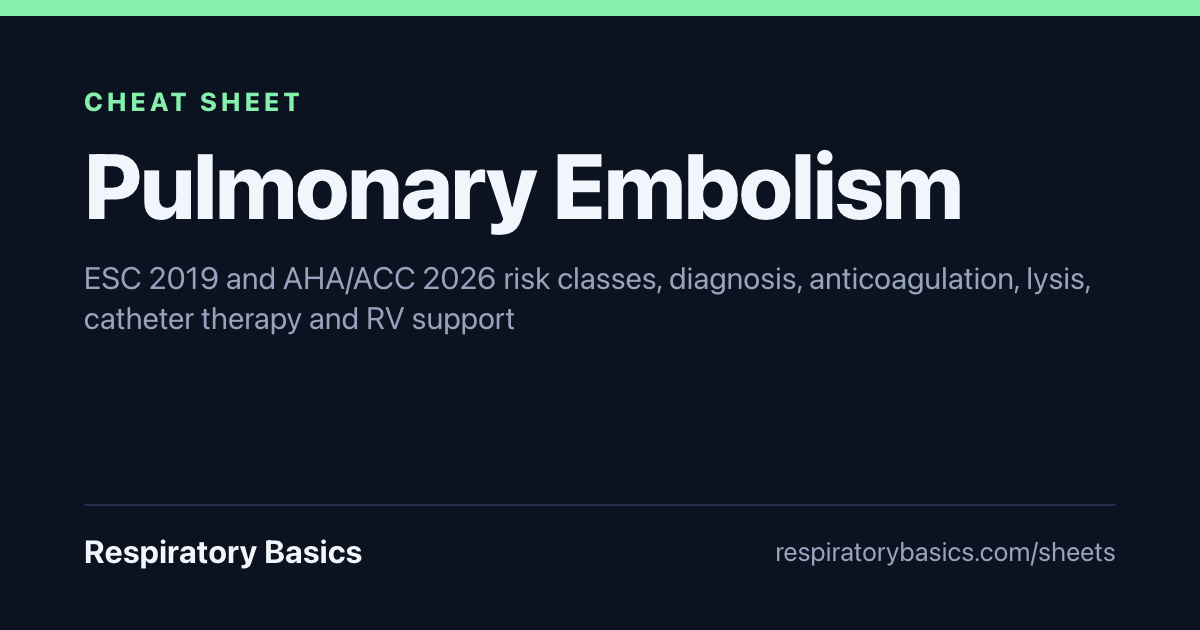 CHEAT SHEET
Pulmonary Embolism
ESC 2019 and AHA/ACC 2026 risk classes, diagnosis, anticoagulation, lysis,
catheter therapy and RV support
Respiratory Basics
respiratorybasics.com/sheets